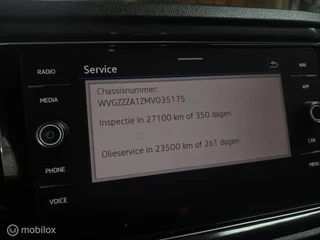 RADIO
Service
NAV
Chassisnummer:
WVGZZZA1ZMV035175
MEDIA
APP
Inspectie in 27100 km of 350 dagen
CAR
PHONE
Olieservice in 23500 km of 261 dagen
MENU
VOICE
mobilox
© Mobilox